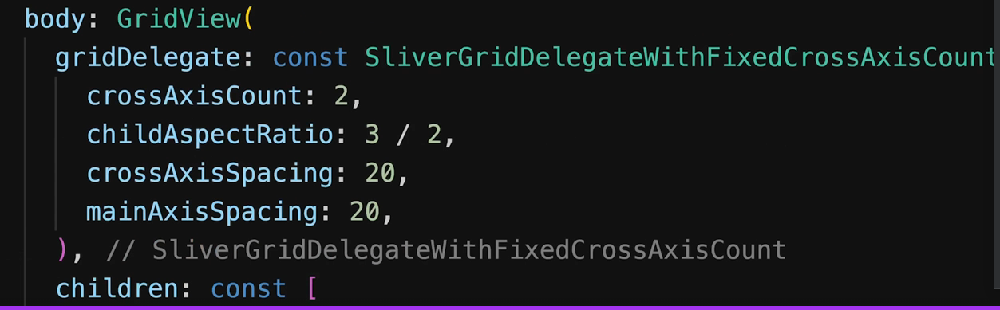 body: GridView(
gridDelegate: const SliverGridDelegateWithFixedCrossAxisCount
crossAxisCount: 2,
childAspectRatio: 3 / 2,
crossAxisSpacing: 20,
mainAxisSpacing: 20,
), // SliverGridDelegateWithFixedCrossAxisCount
children: const [